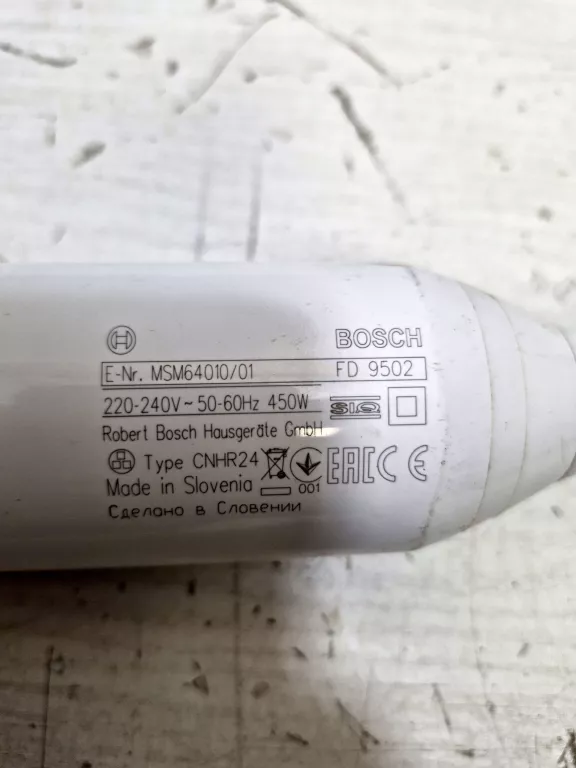 BOSCH
E-Nr. MSM64010/01 FD 9502
220-240V ~ 50-60Hz 450W SIQ
Robert Bosch Hausgeräte GmbH
Type CNHR24 EAC CE
Made in Slovenia 001
Сделано в Словении